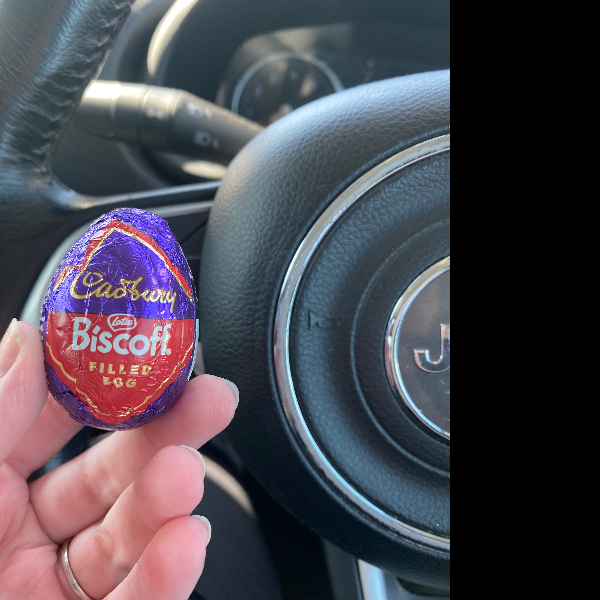 Cadbury
Lotus
Biscoff
FILLED
EGG
J